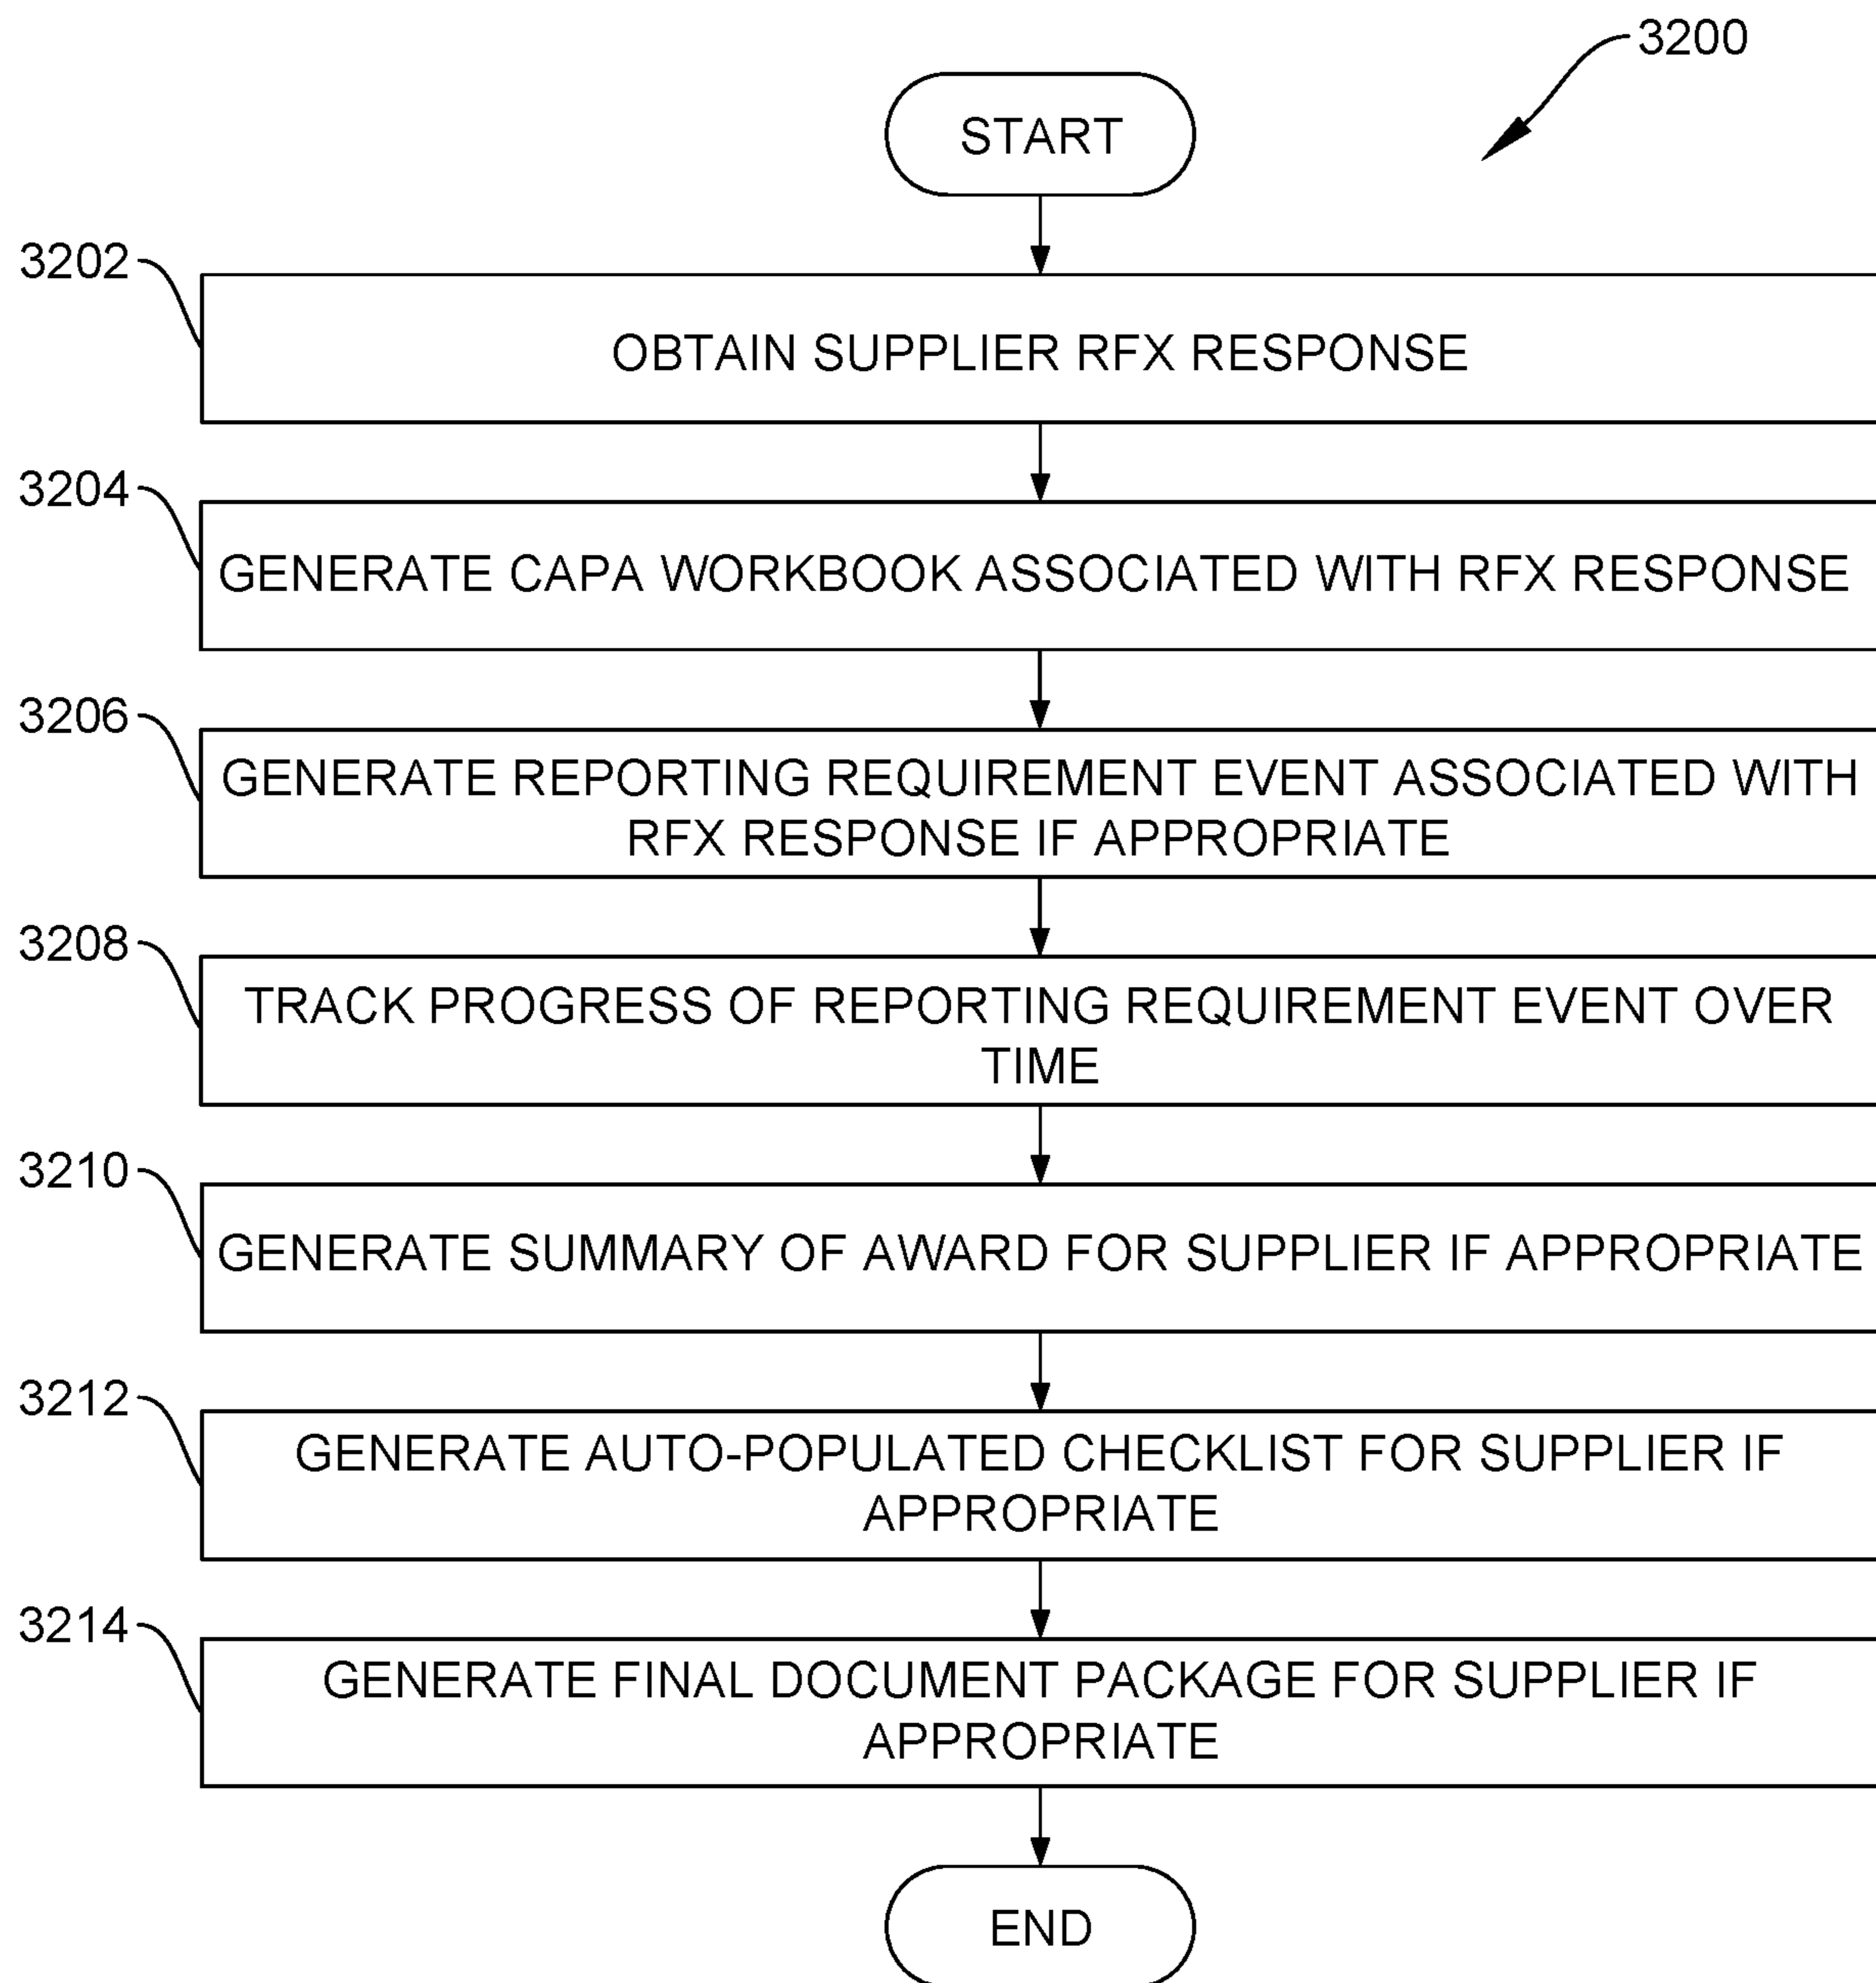 3200
START
3202
OBTAIN SUPPLIER RFX RESPONSE
3204
GENERATE CAPA WORKBOOK ASSOCIATED WITH RFX RESPONSE
3206
GENERATE REPORTING REQUIREMENT EVENT ASSOCIATED WITH
RFX RESPONSE IF APPROPRIATE
3208
TRACK PROGRESS OF REPORTING REQUIREMENT EVENT OVER
TIME
3210
GENERATE SUMMARY OF AWARD FOR SUPPLIER IF APPROPRIATE
3212
GENERATE AUTO-POPULATED CHECKLIST FOR SUPPLIER IF
APPROPRIATE
3214
GENERATE FINAL DOCUMENT PACKAGE FOR SUPPLIER IF
APPROPRIATE
END